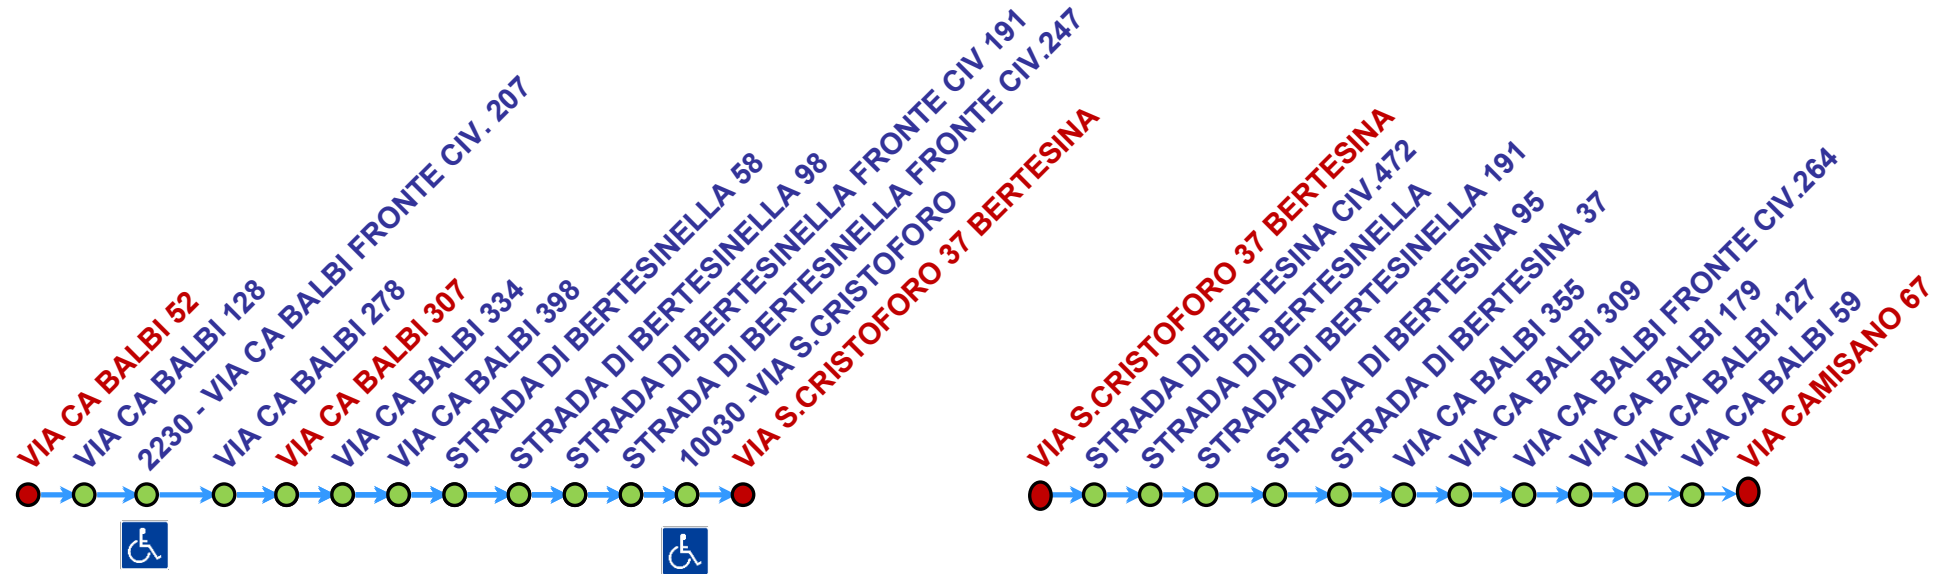 VIA CA BALBI 52
VIA CA BALBI 128
2230 - VIA CA BALBI FRONTE CIV. 207
VIA CA BALBI 278
VIA CA BALBI 307
VIA CA BALBI 334
VIA CA BALBI 398
STRADA DI BERTESINELLA 58
STRADA DI BERTESINELLA 98
STRADA DI BERTESINELLA FRONTE CIV 191
STRADA DI BERTESINELLA FRONTE CIV.247
10030 -VIA S.CRISTOFORO
VIA S.CRISTOFORO 37 BERTESINA
VIA S.CRISTOFORO 37 BERTESINA
STRADA DI BERTESINA CIV.472
STRADA DI BERTESINELLA
STRADA DI BERTESINELLA 191
STRADA DI BERTESINA 95
STRADA DI BERTESINA 37
VIA CA BALBI 355
VIA CA BALBI 309
VIA CA BALBI FRONTE CIV.264
VIA CA BALBI 179
VIA CA BALBI 127
VIA CA BALBI 59
VIA CAMISANO 67